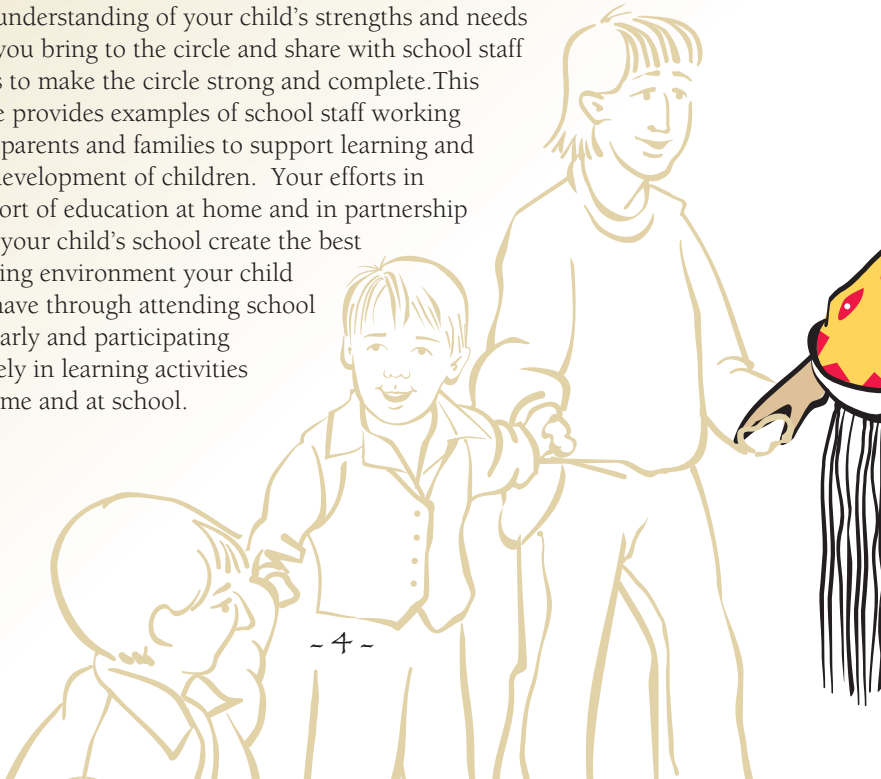 understanding of your child’s strengths and needs
you bring to the circle and share with school staff
s to make the circle strong and complete.This
e provides examples of school staff working
parents and families to support learning and
evelopment of children.  Your efforts in
ort of education at home and in partnership
your child’s school create the best
ing environment your child
have through attending school
arly and participating
ely in learning activities
me and at school.
~ 4 ~